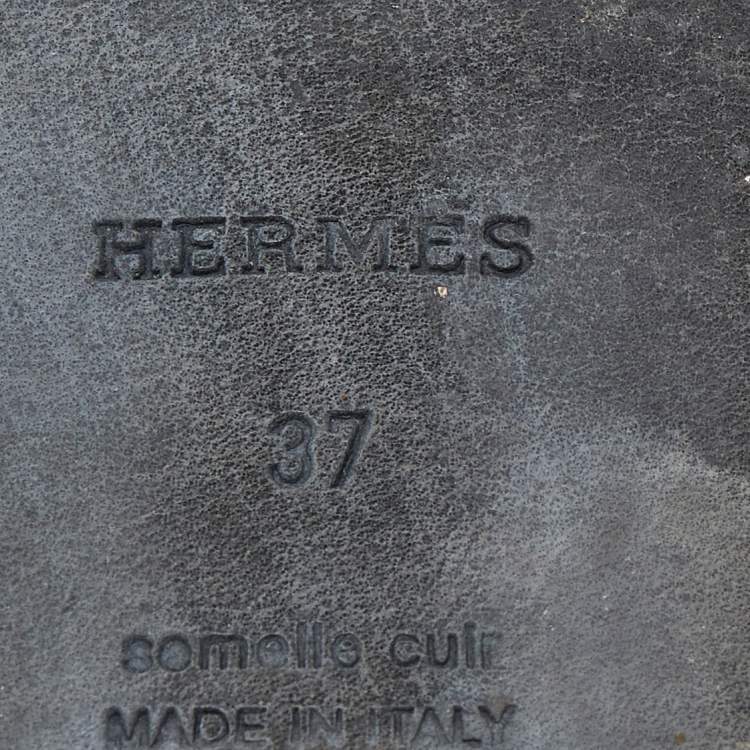 HERMES
37
semelle cuir
MADE IN ITALY